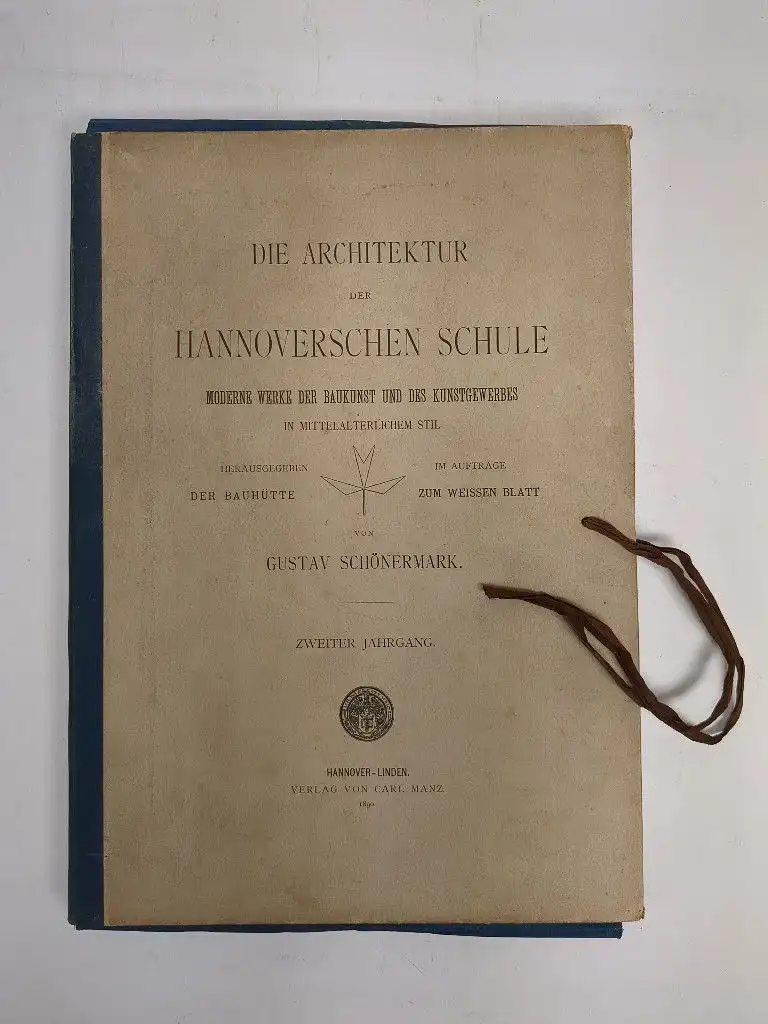 DIE ARCHITEKTUR
DER
HANNOVERSCHEN SCHULE
MODERNE WERKE DER BAUKUNST UND DES KUNSTGEWERBES
IN MITTELALTERLICHEM STIL
HERAUSGEGEBEN IM AUFTRAGE
DER BAUHÜTTE ZUM WEISSEN BLATT
VON
GUSTAV SCHÖNERMARK.
ZWEITER JAHRGANG.
HANNOVER-LINDEN.
VERLAG VON CARL MANZ.
1890